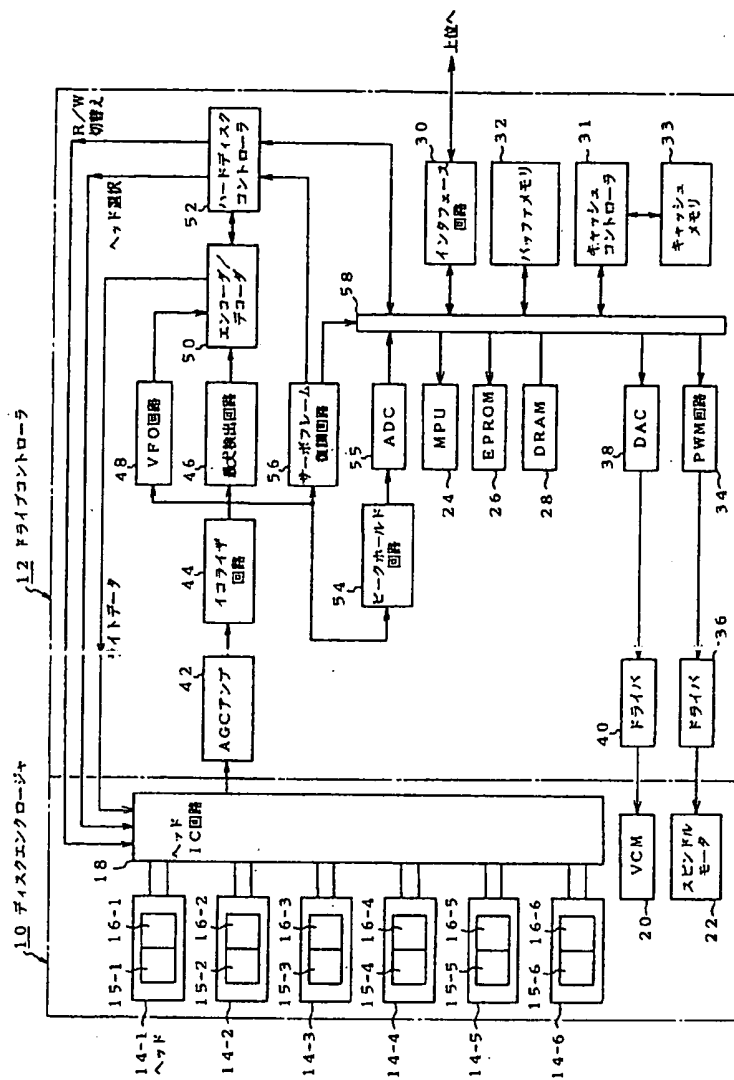 10 ディスクエンクロージャ
12 ドライブコントローラ
R/W
切替え
ヘッド選択
ライトデータ
上位へ
14-1
ヘッド
15-1
16-1
14-2
15-2
16-2
14-3
15-3
16-3
14-4
15-4
16-4
14-5
15-5
16-5
14-6
15-6
16-6
18
ヘッド
IC回路
42
AGCアンプ
44
イコライザ
回路
48
VFO回路
46
最尤検出回路
50
エンコーダ/
デコーダ
52
ハードディスク
コントローラ
56
サーボフレーム
復調回路
54
ピークホールド
回路
55
ADC
58
MPU
24
EPROM
26
DRAM
28
DAC
38
PWM回路
34
インタフェース
回路
30
バッファメモリ
32
キャッシュ
コントローラ
31
キャッシュ
メモリ
33
40
ドライバ
36
ドライバ
VCM
20
スピンドル
モータ
22